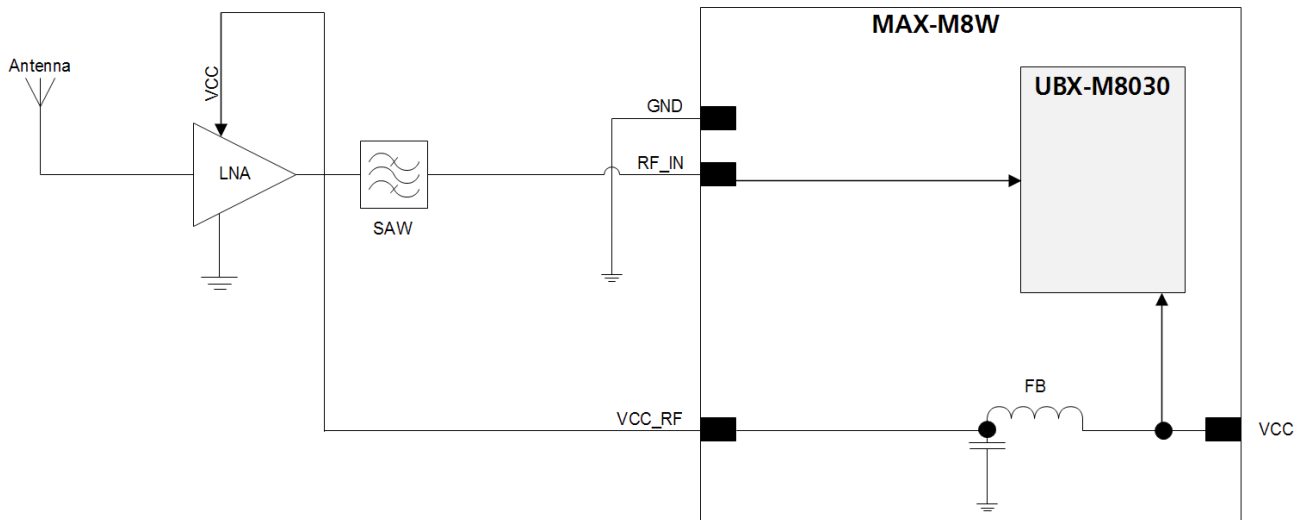 MAX-M8W
Antenna
VCC
UBX-M8030
GND
LNA
RF_IN
SAW
FB
VCC_RF
VCC